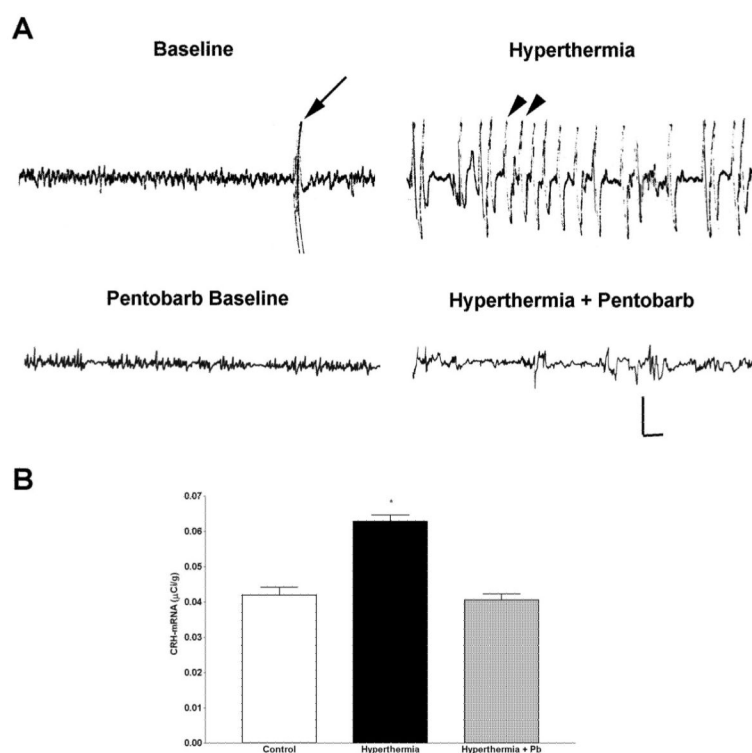 A
Baseline
Hyperthermia
Pentobarb Baseline
Hyperthermia + Pentobarb
B
CRH-mRNA (µCi/g)
0.07
0.06
0.05
0.04
0.03
0.02
0.01
0.00
*
Control
Hyperthermia
Hyperthermia + Pb